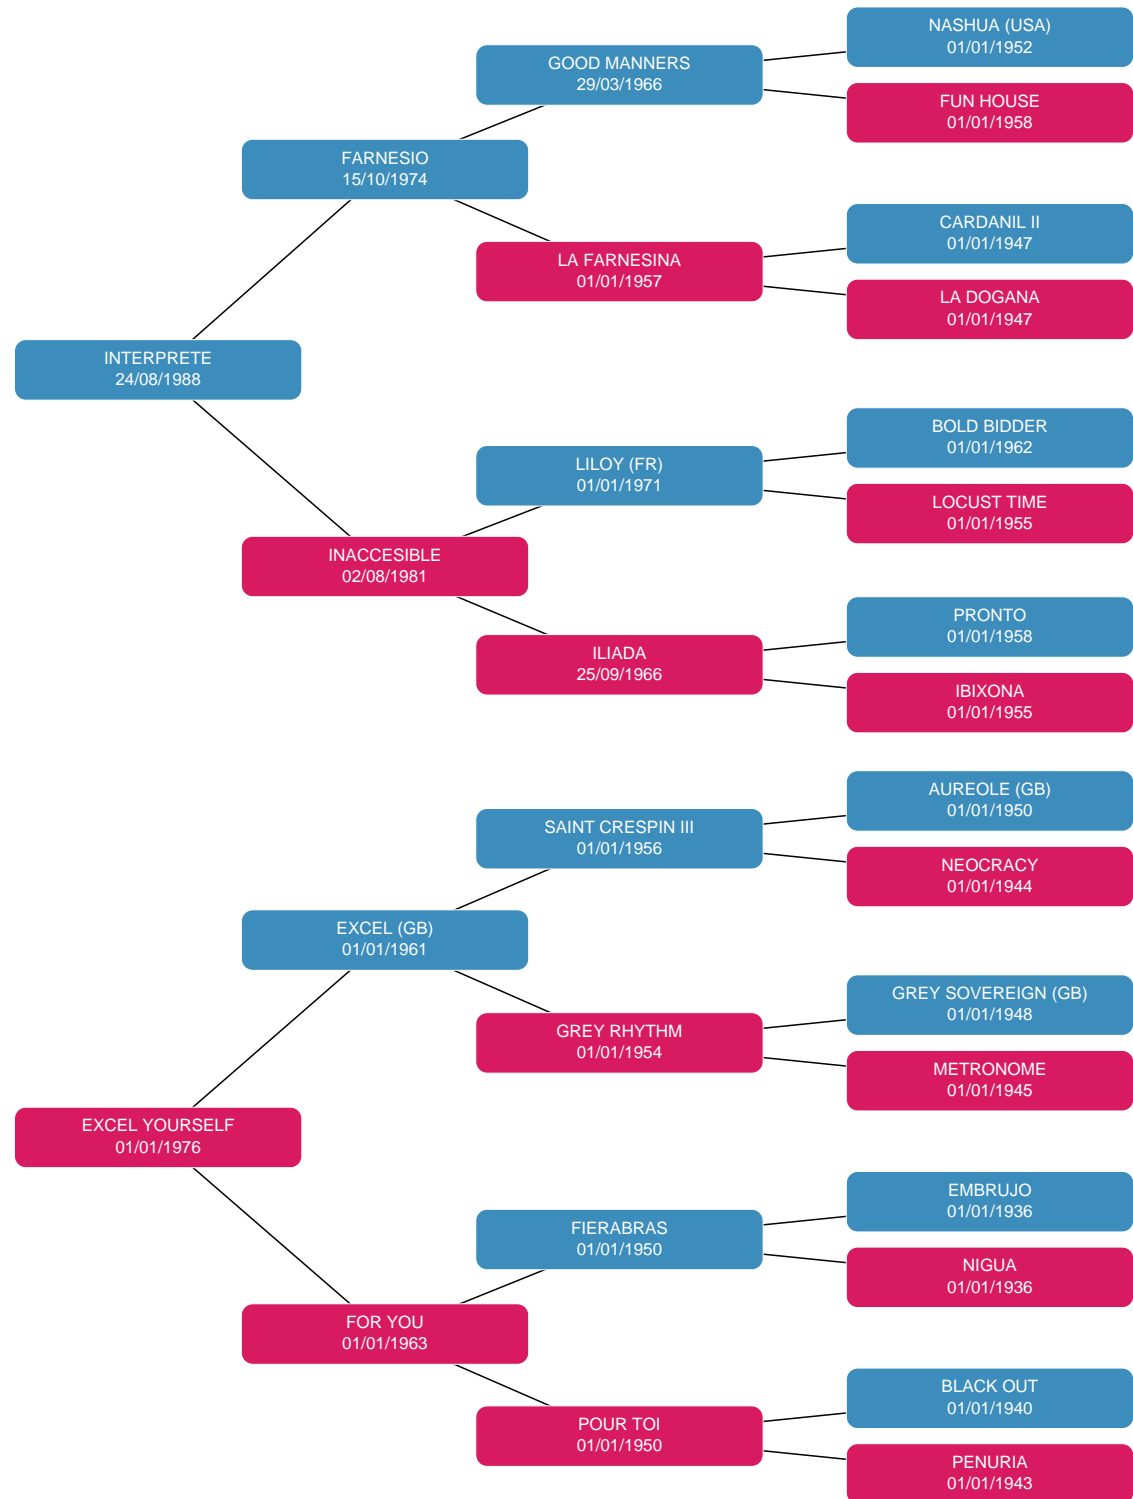 NASHUA (USA)
01/01/1952
GOOD MANNERS
29/03/1966
FUN HOUSE
01/01/1958
FARNESIO
15/10/1974
CARDANIL II
01/01/1947
LA FARNESINA
01/01/1957
LA DOGANA
01/01/1947
INTERPRETE
24/08/1988
BOLD BIDDER
01/01/1962
LILOY (FR)
01/01/1971
LOCUST TIME
01/01/1955
INACCESIBLE
02/08/1981
PRONTO
01/01/1958
ILIADA
25/09/1966
IBIXONA
01/01/1955
AUREOLE (GB)
01/01/1950
SAINT CRESPIN III
01/01/1956
NEOCRACY
01/01/1944
EXCEL (GB)
01/01/1961
GREY SOVEREIGN (GB)
01/01/1948
GREY RHYTHM
01/01/1954
METRONOME
01/01/1945
EXCEL YOURSELF
01/01/1976
EMBRUJO
01/01/1936
FIERABRAS
01/01/1950
NIGUA
01/01/1936
FOR YOU
01/01/1963
BLACK OUT
01/01/1940
POUR TOI
01/01/1950
PENURIA
01/01/1943